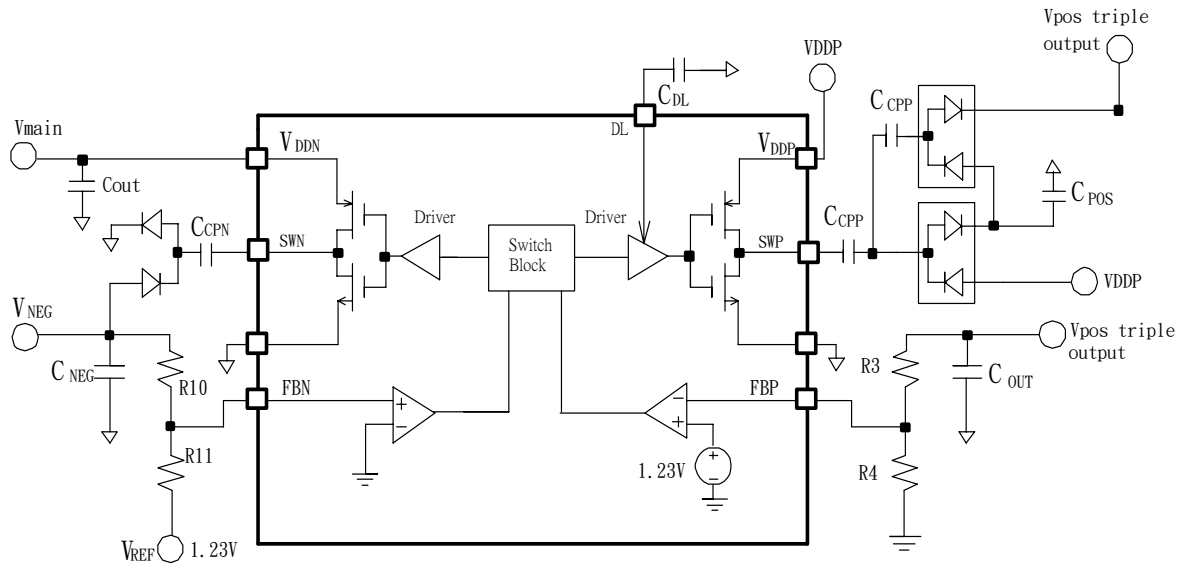 Vpos triple
output
VDDP
CDL
CCPP
DL
Vmain
VDDN
VDDP
Cout
CPOS
CCPN
Driver
Driver
CCPP
SWN
Switch
Block
SWP
VDDP
VNEG
Vpos triple
output
CNEG
R10
R3
COUT
FBN
FBP
+
-
-
+
R11
1.23V
+
-
R4
VREF
1.23V